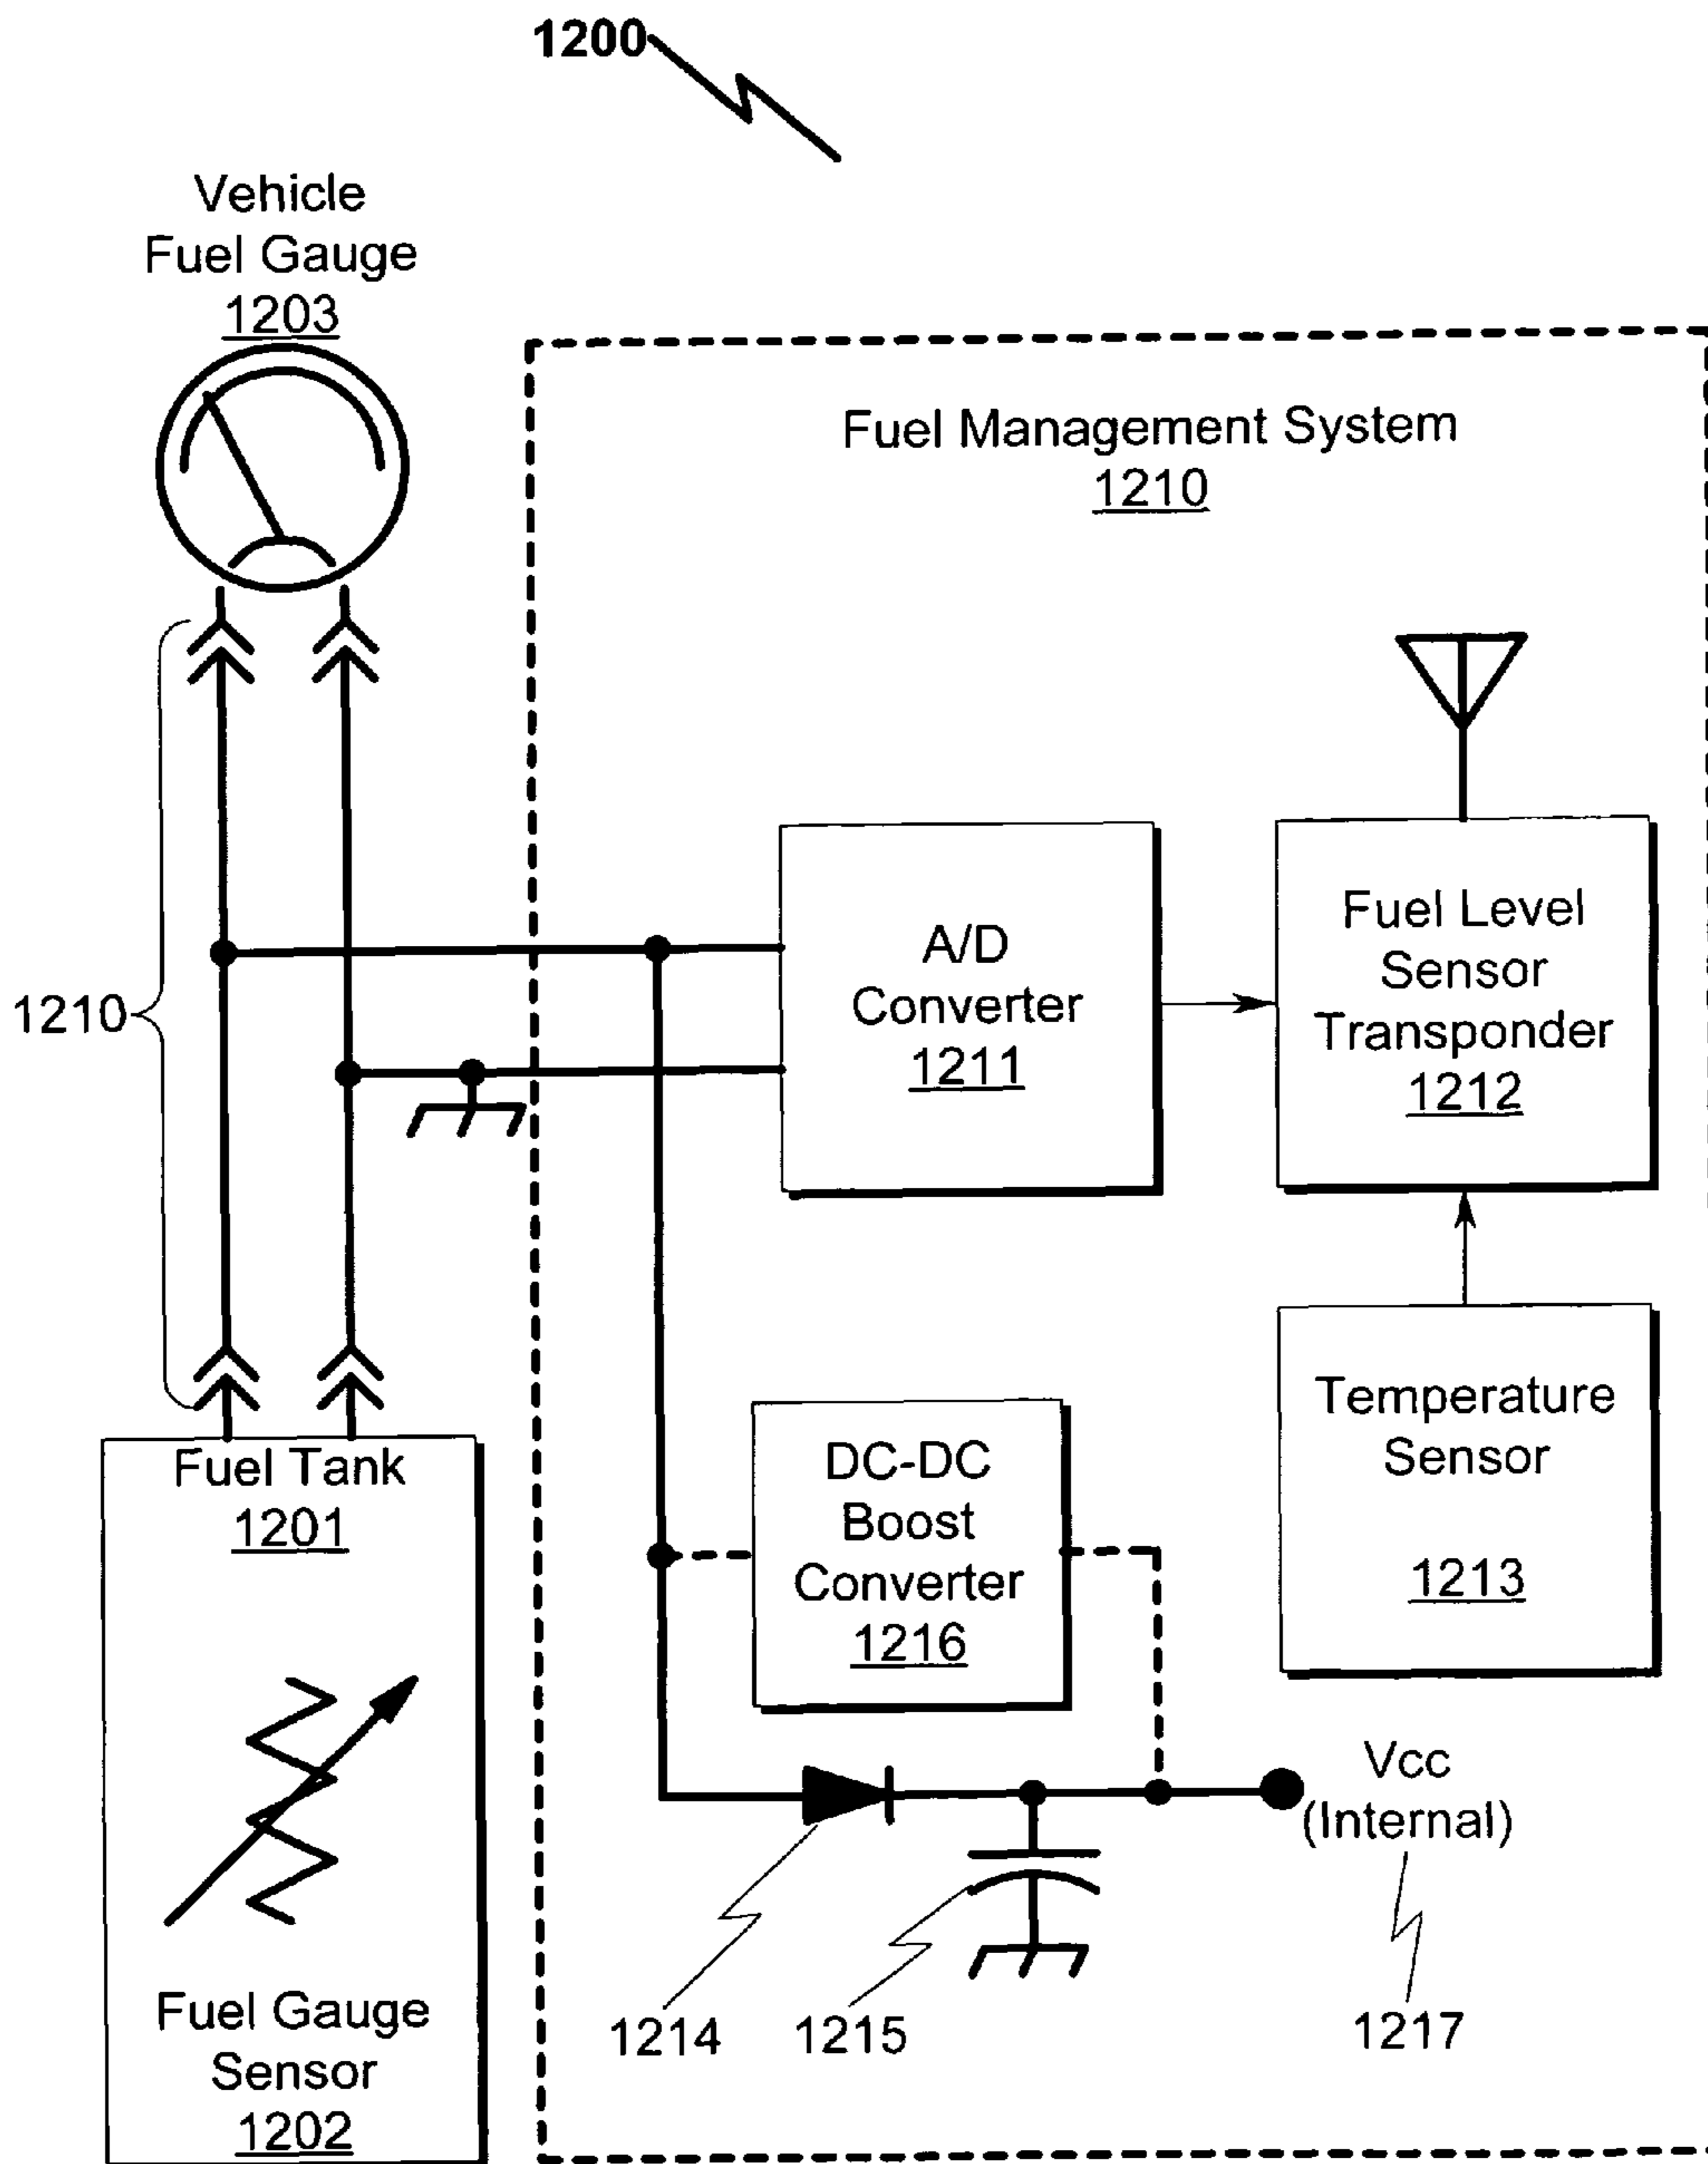 1200
Vehicle
Fuel Gauge
1203
Fuel Management System
1210
1210
A/D
Converter
1211
Fuel Level
Sensor
Transponder
1212
Temperature
Sensor
1213
DC-DC
Boost
Converter
1216
Fuel Tank
1201
Fuel Gauge
Sensor
1202
Vcc
(Internal)
1214
1215
1217